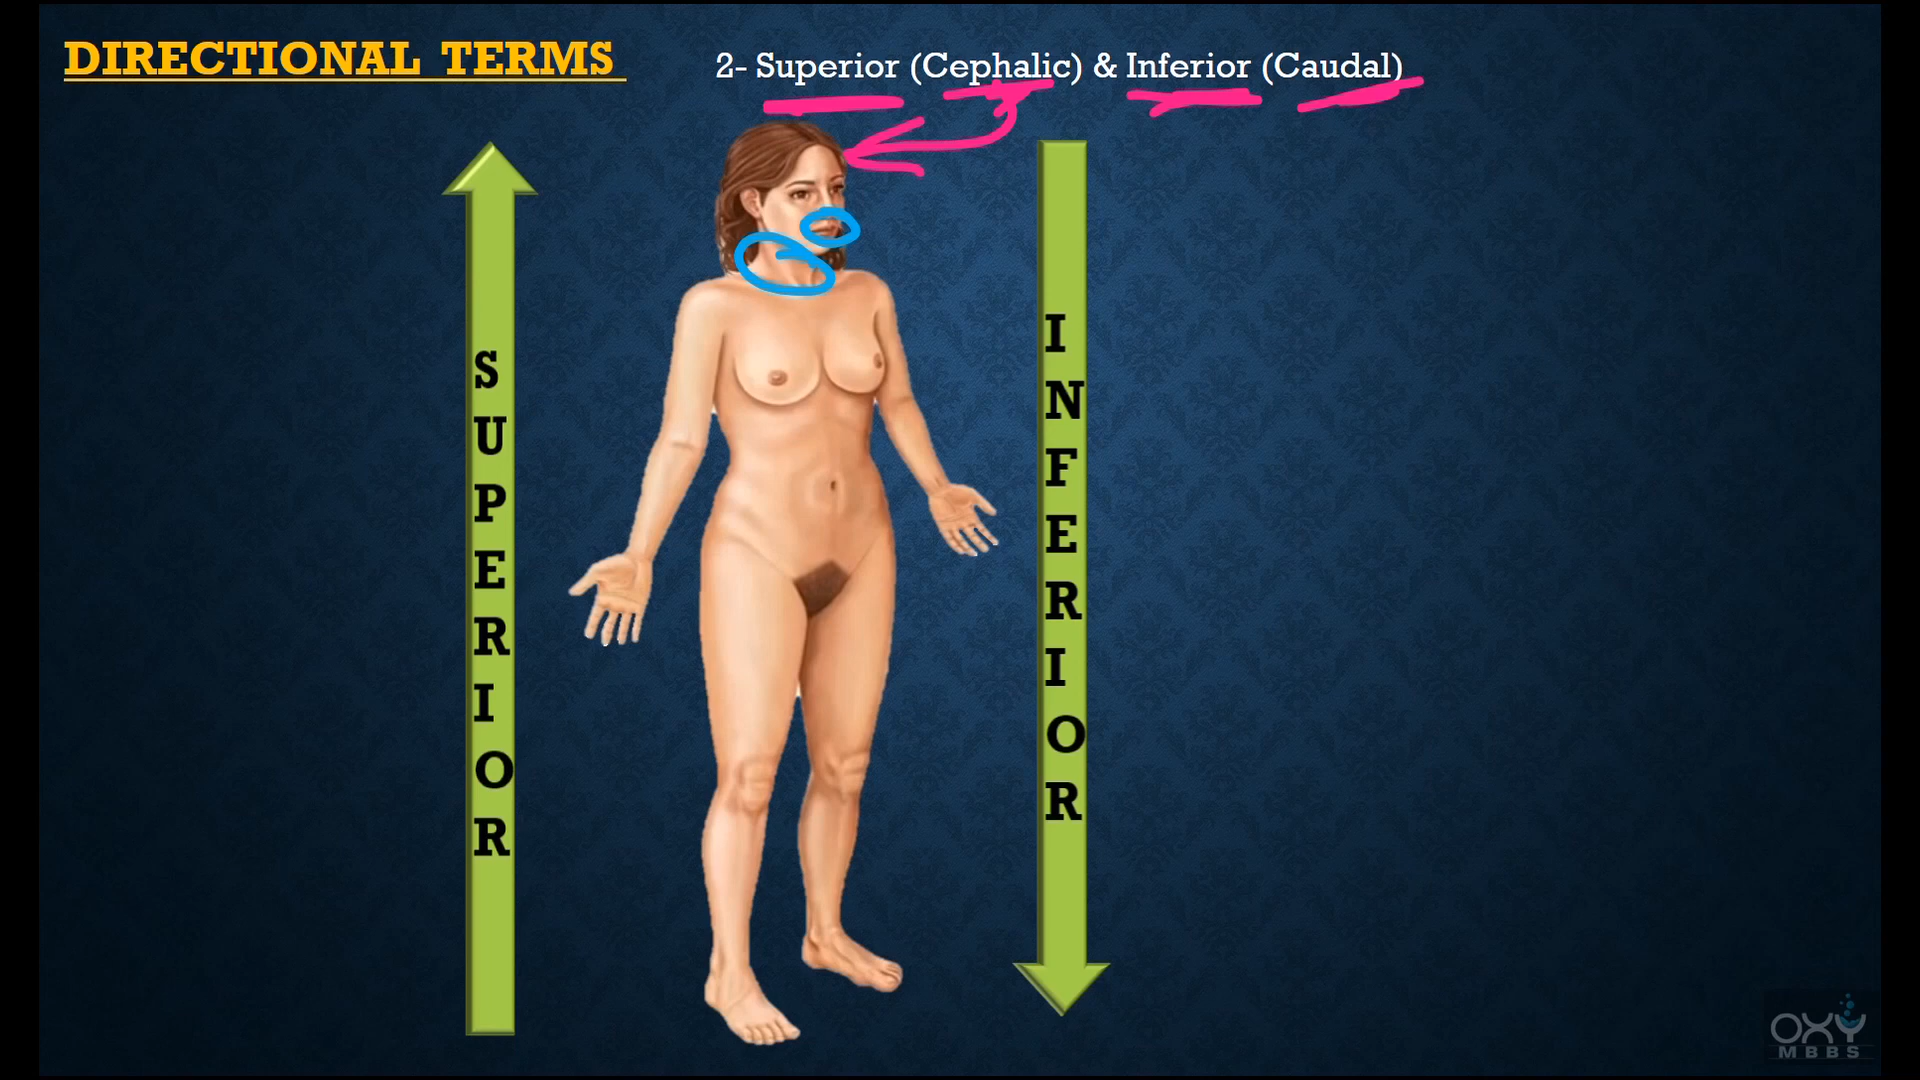 DIRECTIONAL TERMS
2- Superior (Cephalic) & Inferior (Caudal)
SUPERIOR
INFERIOR
OXY
MBBS